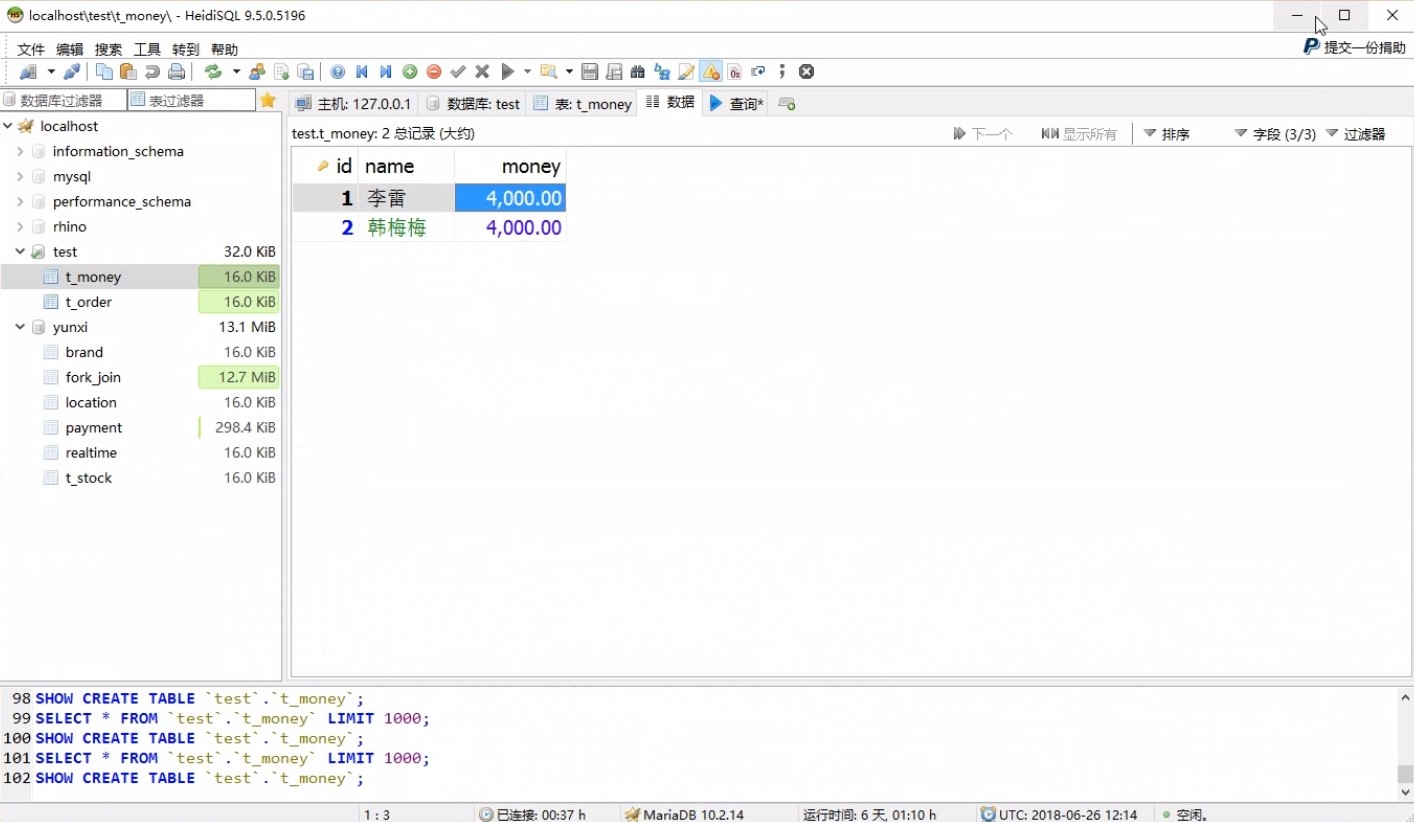 localhost\test\t_money\ - HeidiSQL 9.5.0.5196
文件 编辑 搜索 工具 转到 帮助
提交一份捐助
数据库过滤器 表过滤器
主机: 127.0.0.1 数据库: test 表: t_money 数据 查询*
localhost
information_schema
mysql
performance_schema
rhino
test 32.0 KiB
t_money 16.0 KiB
t_order 16.0 KiB
yunxi 13.1 MiB
brand 16.0 KiB
fork_join 12.7 MiB
location 16.0 KiB
payment 298.4 KiB
realtime 16.0 KiB
t_stock 16.0 KiB
test.t_money: 2 总记录 (大约) 下一个 显示所有 排序 字段 (3/3) 过滤器
id name money
1 李雷 4,000.00
2 韩梅梅 4,000.00
98 SHOW CREATE TABLE `test`.`t_money`;
99 SELECT * FROM `test`.`t_money` LIMIT 1000;
100 SHOW CREATE TABLE `test`.`t_money`;
101 SELECT * FROM `test`.`t_money` LIMIT 1000;
102 SHOW CREATE TABLE `test`.`t_money`;
1 : 3 已连接: 00:37 h MariaDB 10.2.14 运行时间: 6 天, 01:10 h UTC: 2018-06-26 12:14 空闲。